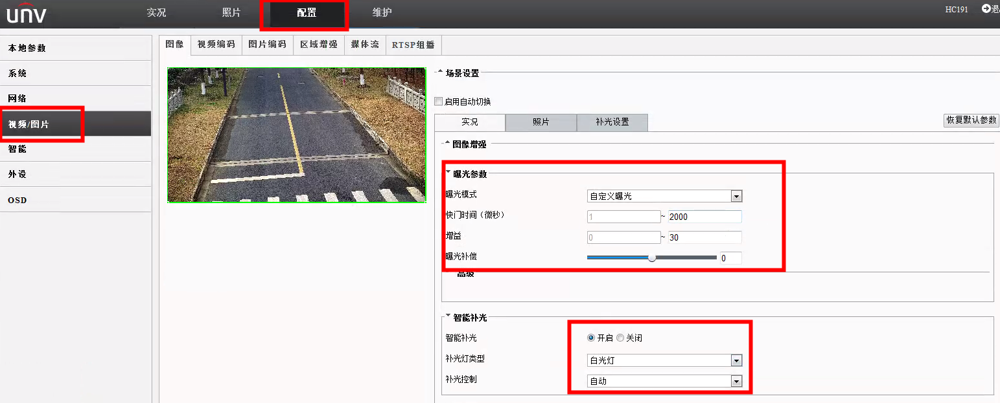 unv
实况 照片 配置 维护 HC191
本地参数
系统
网络
视频/图片
智能
外设
OSD
图像 视频编码 图片编码 区域增强 媒体流 RTSP组播
场景设置
启用自动切换
实况 照片 补光设置 恢复默认参数
图像增强
曝光参数
曝光模式 自定义曝光
快门时间（微秒） 1 ~ 2000
增益 0 ~ 30
曝光补偿 0
高级
智能补光
智能补光 开启 关闭
补光灯类型 白光灯
补光控制 自动